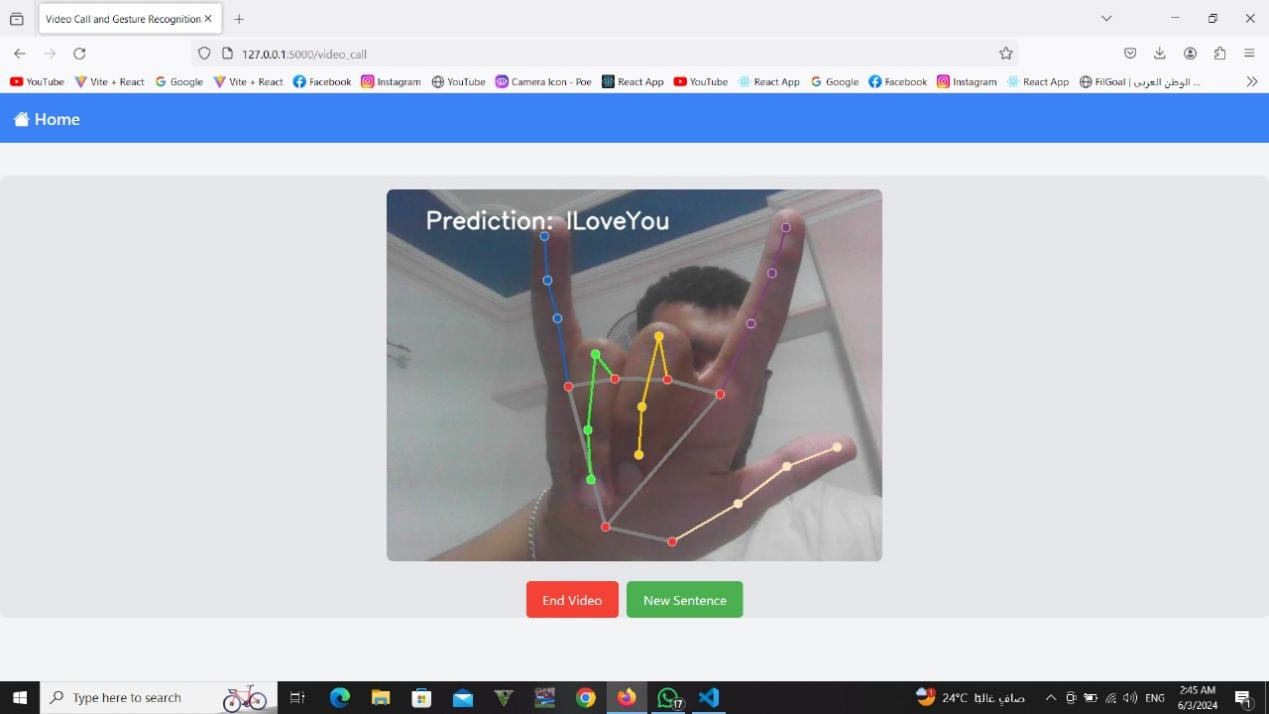 Video Call and Gesture Recognition
127.0.0.1:5000/video_call
YouTube Vite + React Google Vite + React Facebook Instagram YouTube Camera Icon - Poe React App YouTube React App Google Facebook Instagram React App FilGoal | الوطن العربى ...
Home
Prediction: ILoveYou
End Video New Sentence
Type here to search 17 24°C صافٍ غالبًا ENG 2:45 AM
6/3/2024
1